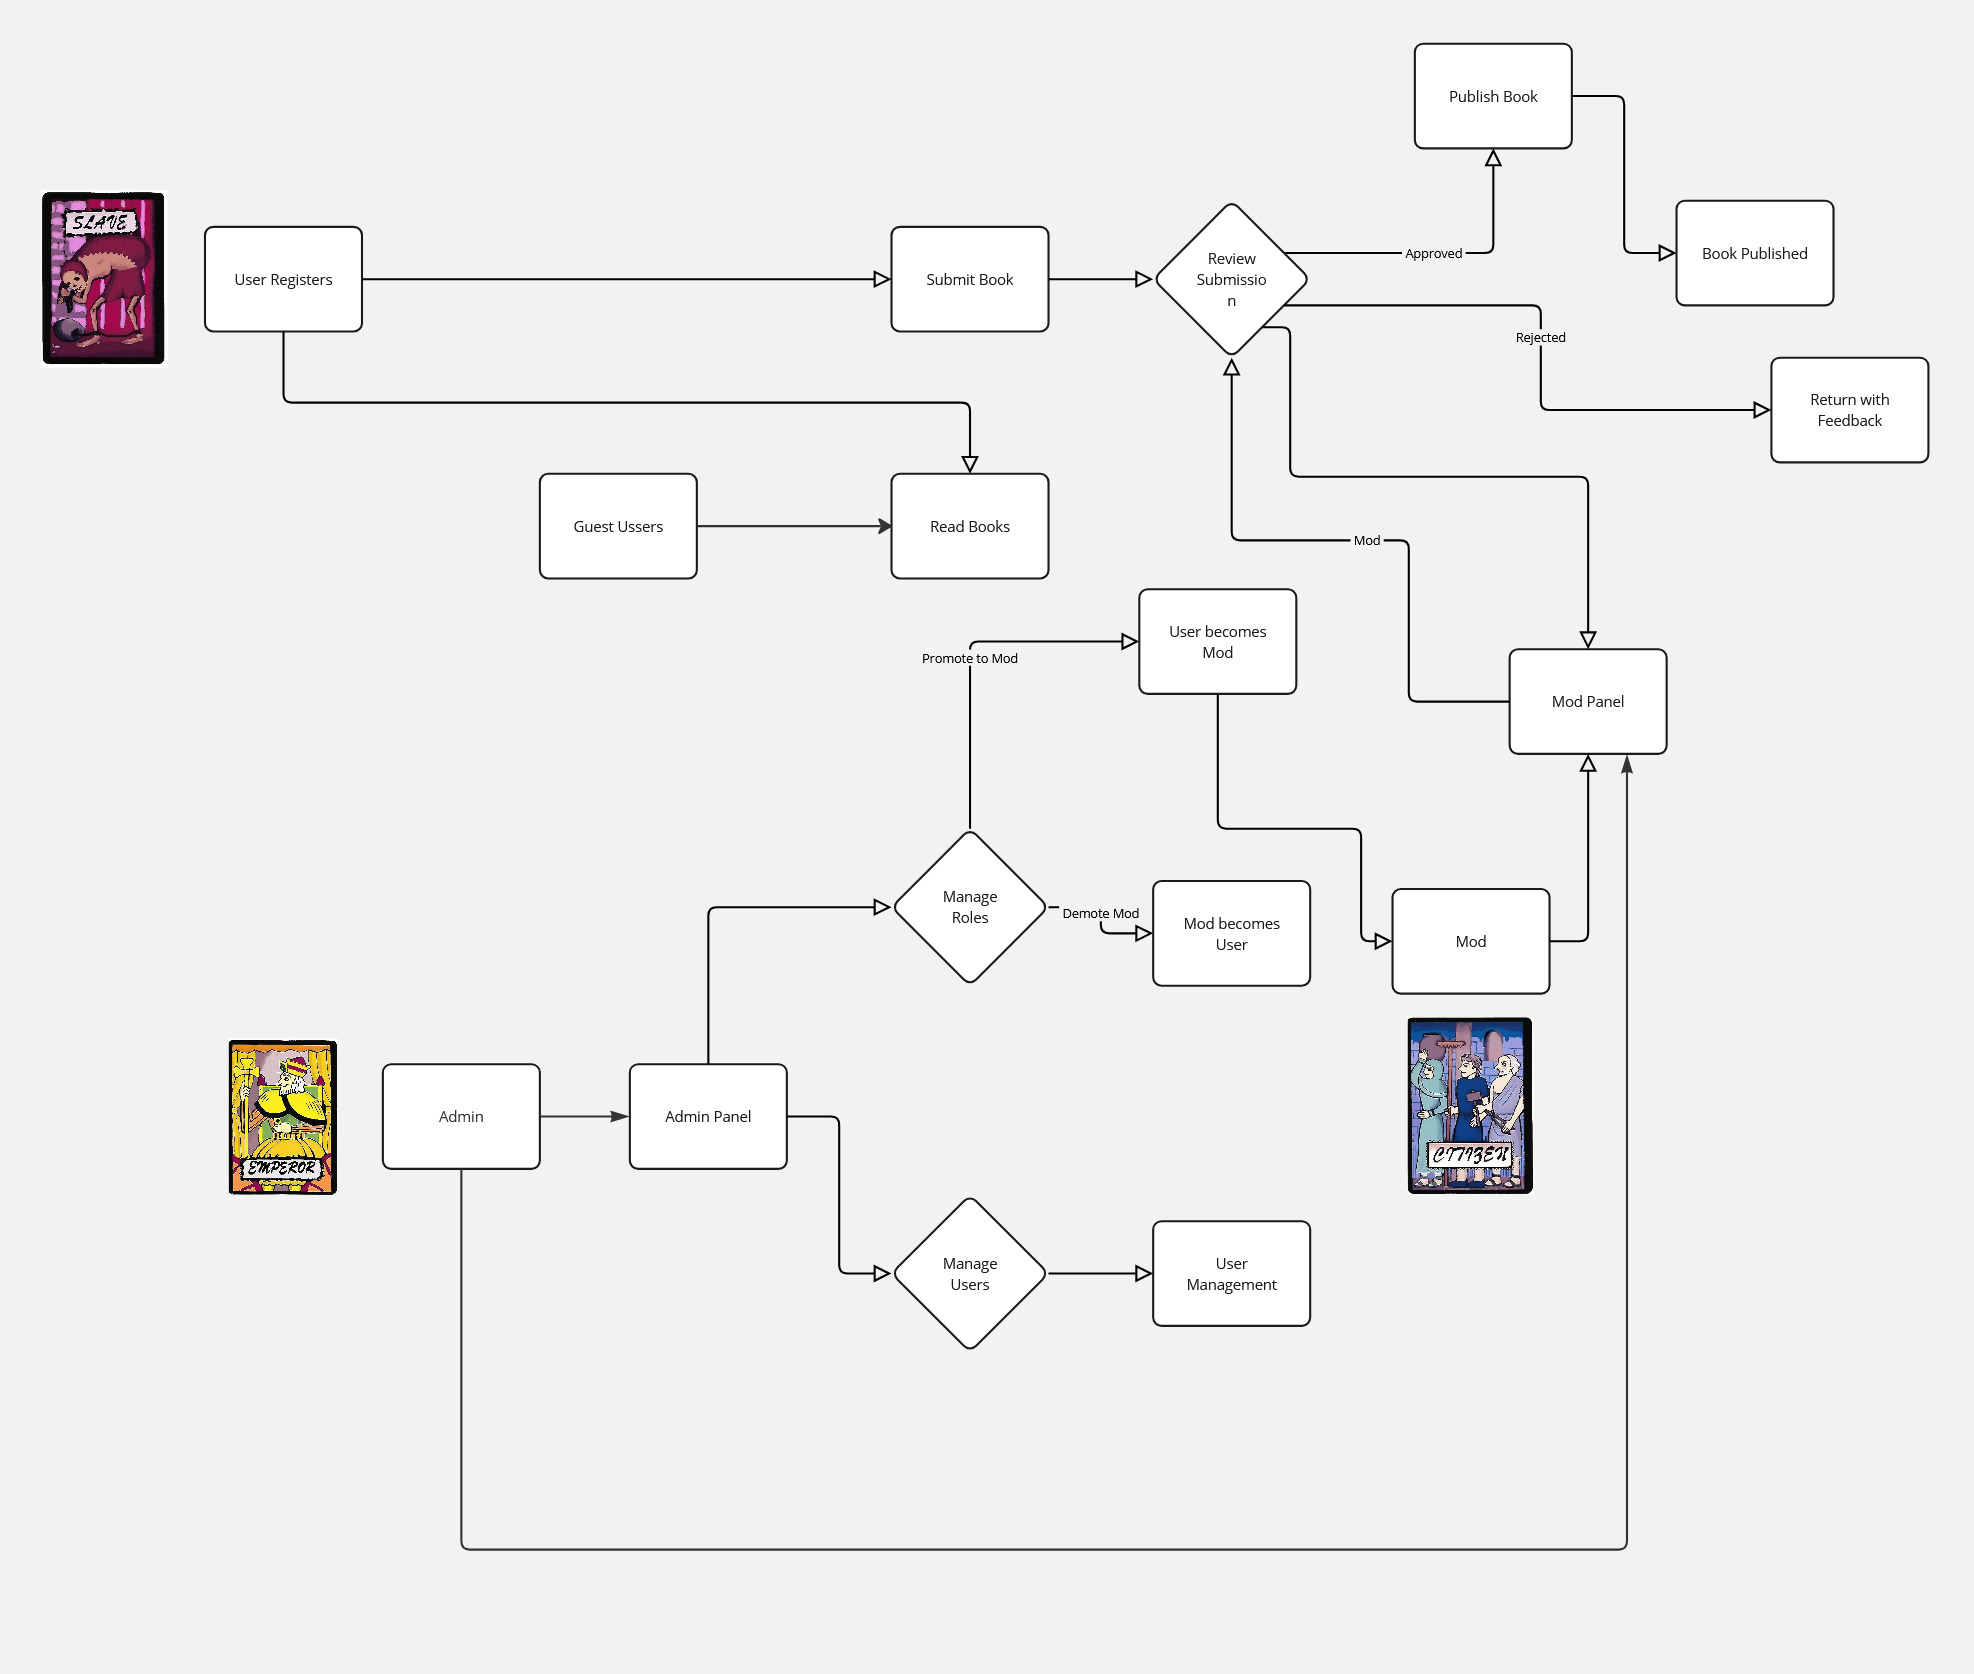 Publish Book
SLAVE
User Registers
Submit Book
Review
Submissio
n
Approved
Book Published
Rejected
Return with
Feedback
Guest Ussers
Read Books
Mod
User becomes
Mod
Promote to Mod
Mod Panel
Manage
Roles
Demote Mod
Mod becomes
User
Mod
Admin
Admin Panel
EMPEROR
CITIZEN
Manage
Users
User
Management